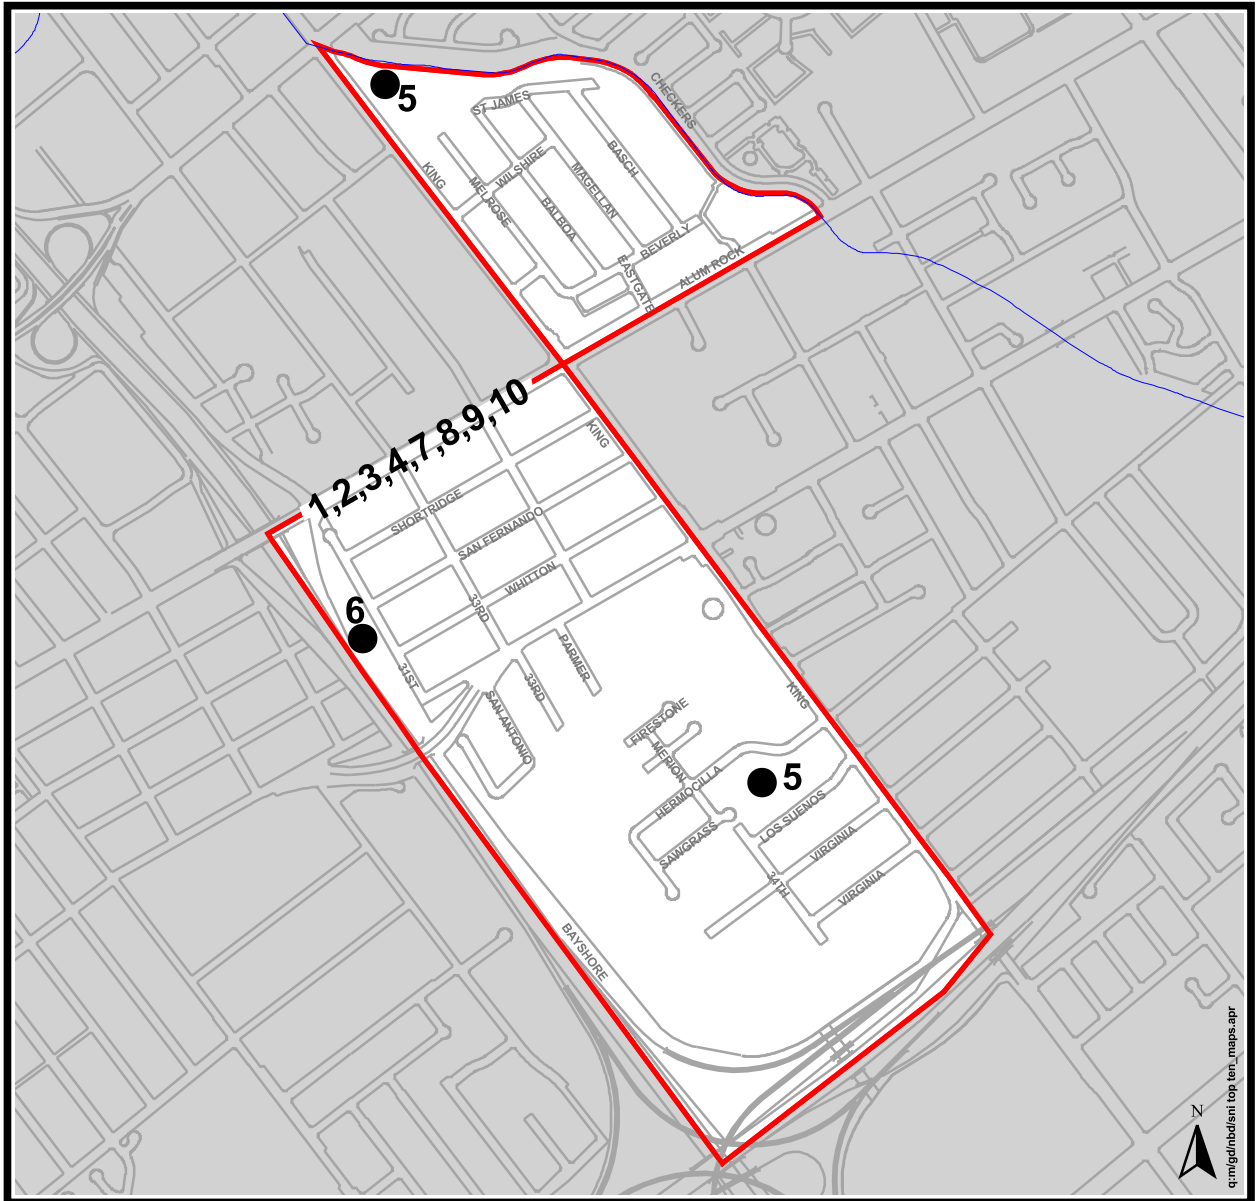 5
CHECKERS
ST JAMES
BASCH
WILSHIRE
KING
MAGELLAN
MELROSE
BALBOA
BEVERLY
EASTGATE
ALUM ROCK
1,2,3,4,7,8,9,10
KING
SHORTRIDGE
SAN FERNANDO
WHITTON
33RD
6
PARMER
31ST
33RD
SAN ANTONIO
KING
FIRESTONE
MERION
HERMOCILLA
5
LOS SUENOS
SAWGRASS
VIRGINIA
34TH
VIRGINIA
BAYSHORE
N
q:m/gd/nbd/sni top ten_maps.apr